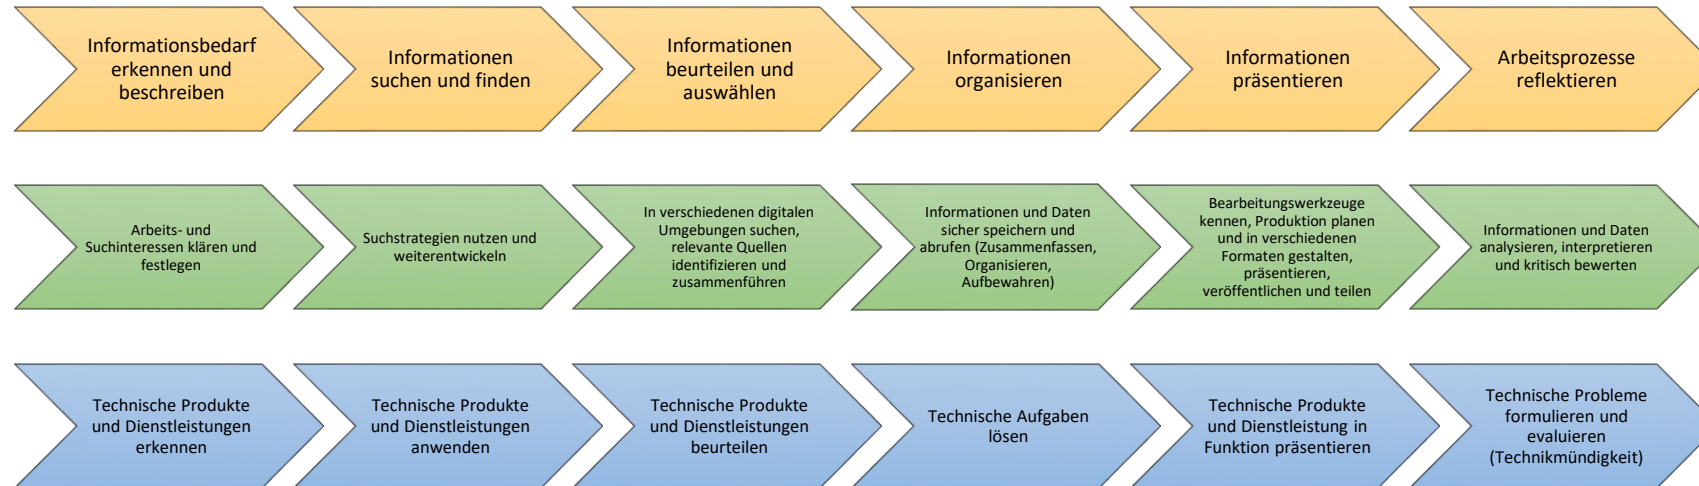 Informationsbedarf
erkennen und
beschreiben
Informationen
suchen und finden
Informationen
beurteilen und
auswählen
Informationen
organisieren
Informationen
präsentieren
Arbeitsprozesse
reflektieren
Arbeits- und
Suchinteressen klären und
festlegen
Suchstrategien nutzen und
weiterentwickeln
In verschiedenen digitalen
Umgebungen suchen,
relevante Quellen
identifizieren und
zusammenführen
Informationen und Daten
sicher speichern und
abrufen (Zusammenfassen,
Organisieren,
Aufbewahren)
Bearbeitungswerkzeuge
kennen, Produktion planen
und in verschiedenen
Formaten gestalten,
präsentieren,
veröffentlichen und teilen
Informationen und Daten
analysieren, interpretieren
und kritisch bewerten
Technische Produkte
und Dienstleistungen
erkennen
Technische Produkte
und Dienstleistungen
anwenden
Technische Produkte
und Dienstleistungen
beurteilen
Technische Aufgaben
lösen
Technische Produkte
und Dienstleistung in
Funktion präsentieren
Technische Probleme
formulieren und
evaluieren
(Technikmündigkeit)